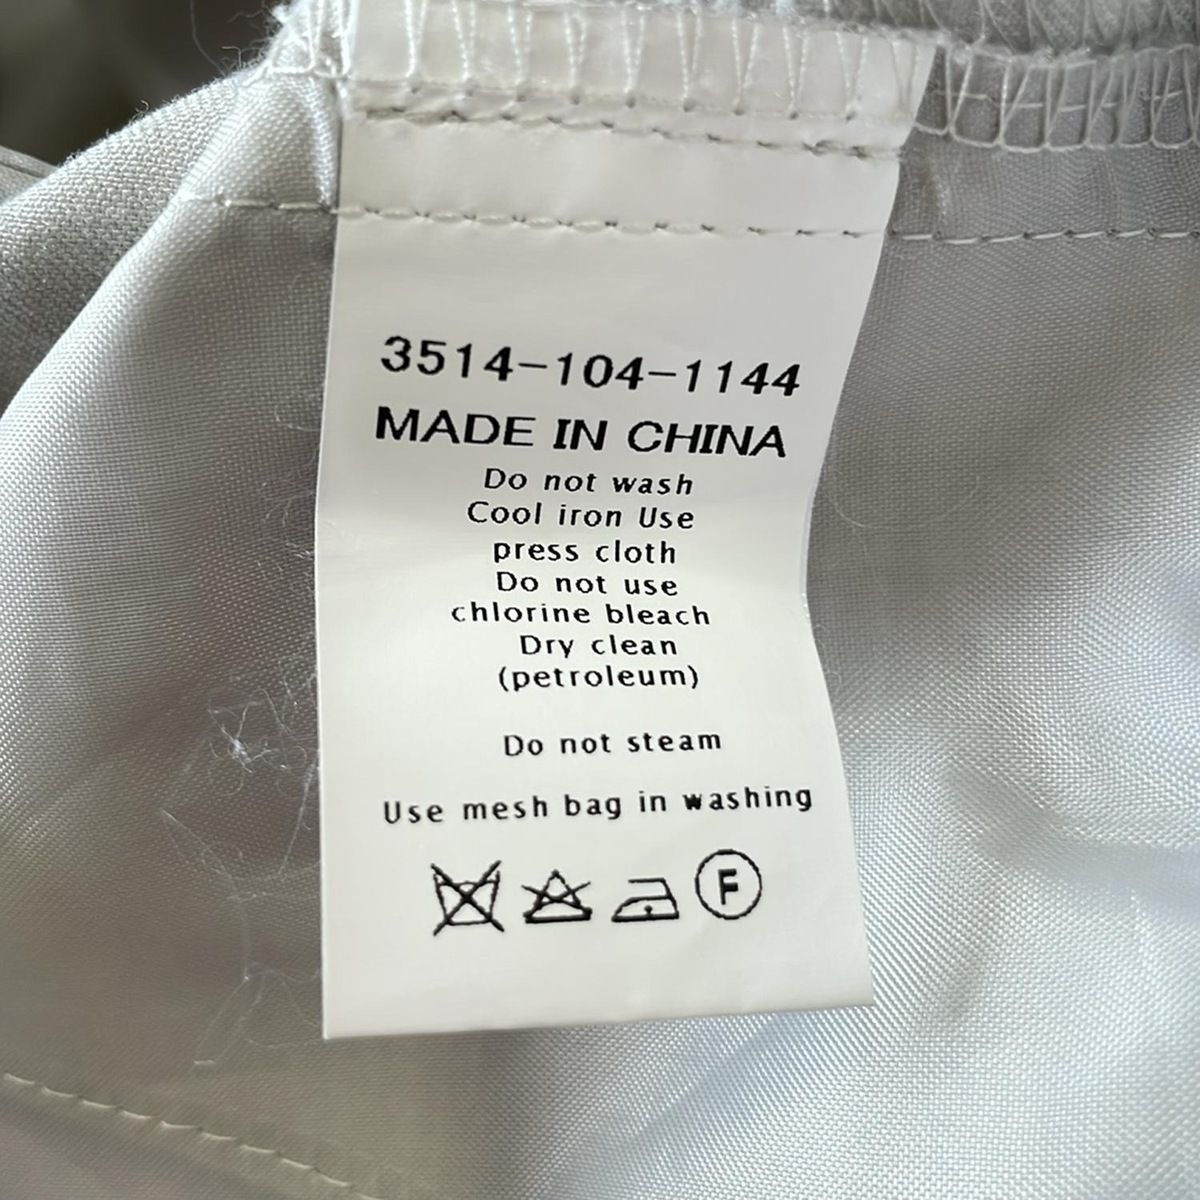 3514-104-1144
MADE IN CHINA
Do not wash
Cool iron Use
press cloth
Do not use
chlorine bleach
Dry clean
(petroleum)
Do not steam
Use mesh bag in washing
F